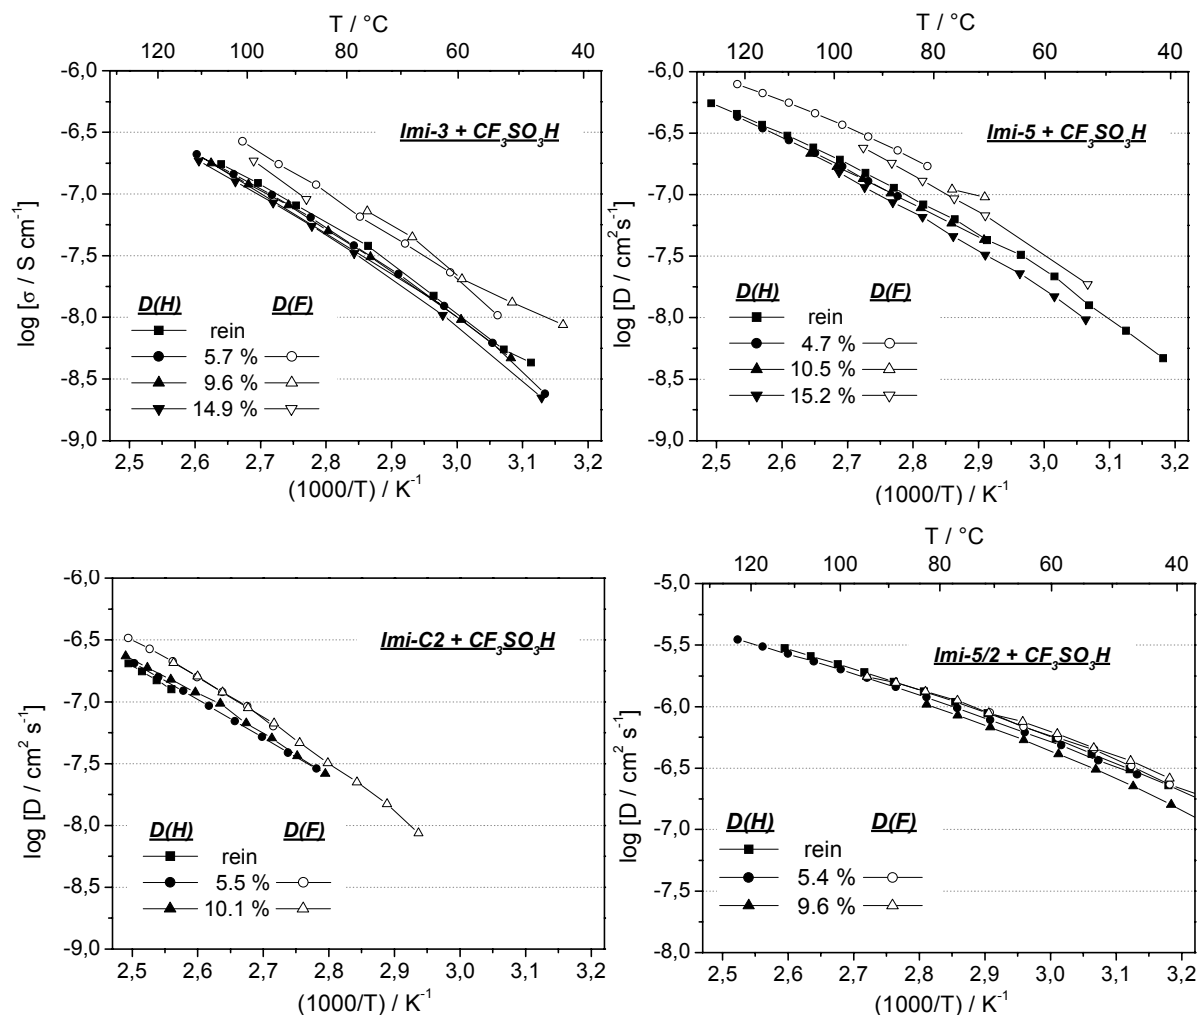 T / °C
120 100 80 60 40
-6,0
-6,5
-7,0
-7,5
-8,0
-8,5
-9,0
log [σ / S cm⁻¹]
Imi-3 + CF₃SO₃H
D(H) D(F)
rein
5.7 %
9.6 %
14.9 %
2,5 2,6 2,7 2,8 2,9 3,0 3,1 3,2
(1000/T) / K⁻¹
T / °C
120 100 80 60 40
-6,0
-6,5
-7,0
-7,5
-8,0
-8,5
-9,0
log [D / cm² s⁻¹]
Imi-5 + CF₃SO₃H
D(H) D(F)
rein
4.7 %
10.5 %
15.2 %
2,5 2,6 2,7 2,8 2,9 3,0 3,1 3,2
(1000/T) / K⁻¹
-6,0
-6,5
-7,0
-7,5
-8,0
-8,5
-9,0
log [D / cm² s⁻¹]
Imi-C2 + CF₃SO₃H
D(H) D(F)
rein
5.5 %
10.1 %
2,5 2,6 2,7 2,8 2,9 3,0 3,1 3,2
(1000/T) / K⁻¹
T / °C
120 100 80 60 40
-5,0
-5,5
-6,0
-6,5
-7,0
-7,5
-8,0
log [D / cm² s⁻¹]
Imi-5/2 + CF₃SO₃H
D(H) D(F)
rein
5.4 %
9.6 %
2,5 2,6 2,7 2,8 2,9 3,0 3,1 3,2
(1000/T) / K⁻¹